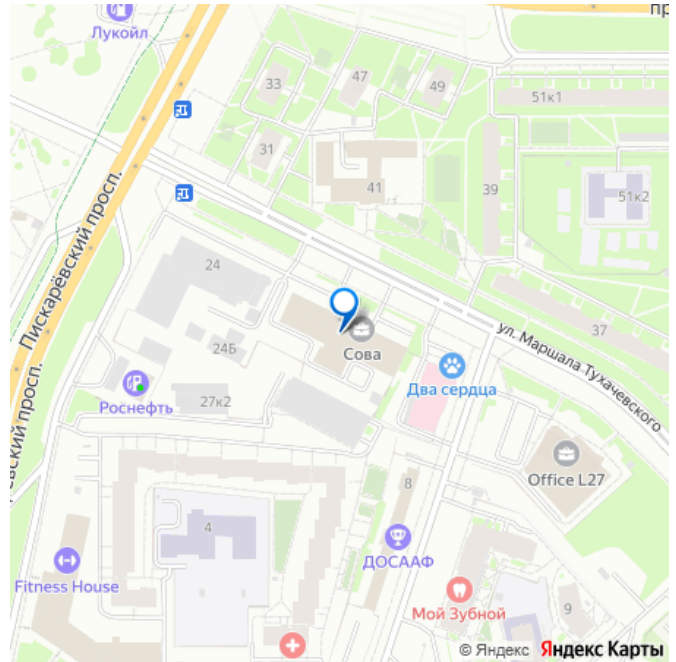 Лукойл
пр
33
47
49
51к1
31
41
39
51к2
Пискарёвский просп.
24
ул. Маршала Тухачевского
37
24Б
Сова
Два сердца
Роснефть
27к2
Office L27
8
4
ДОСААФ
Fitness House
Мой Зубной
9
© Яндекс Яндекс Карты